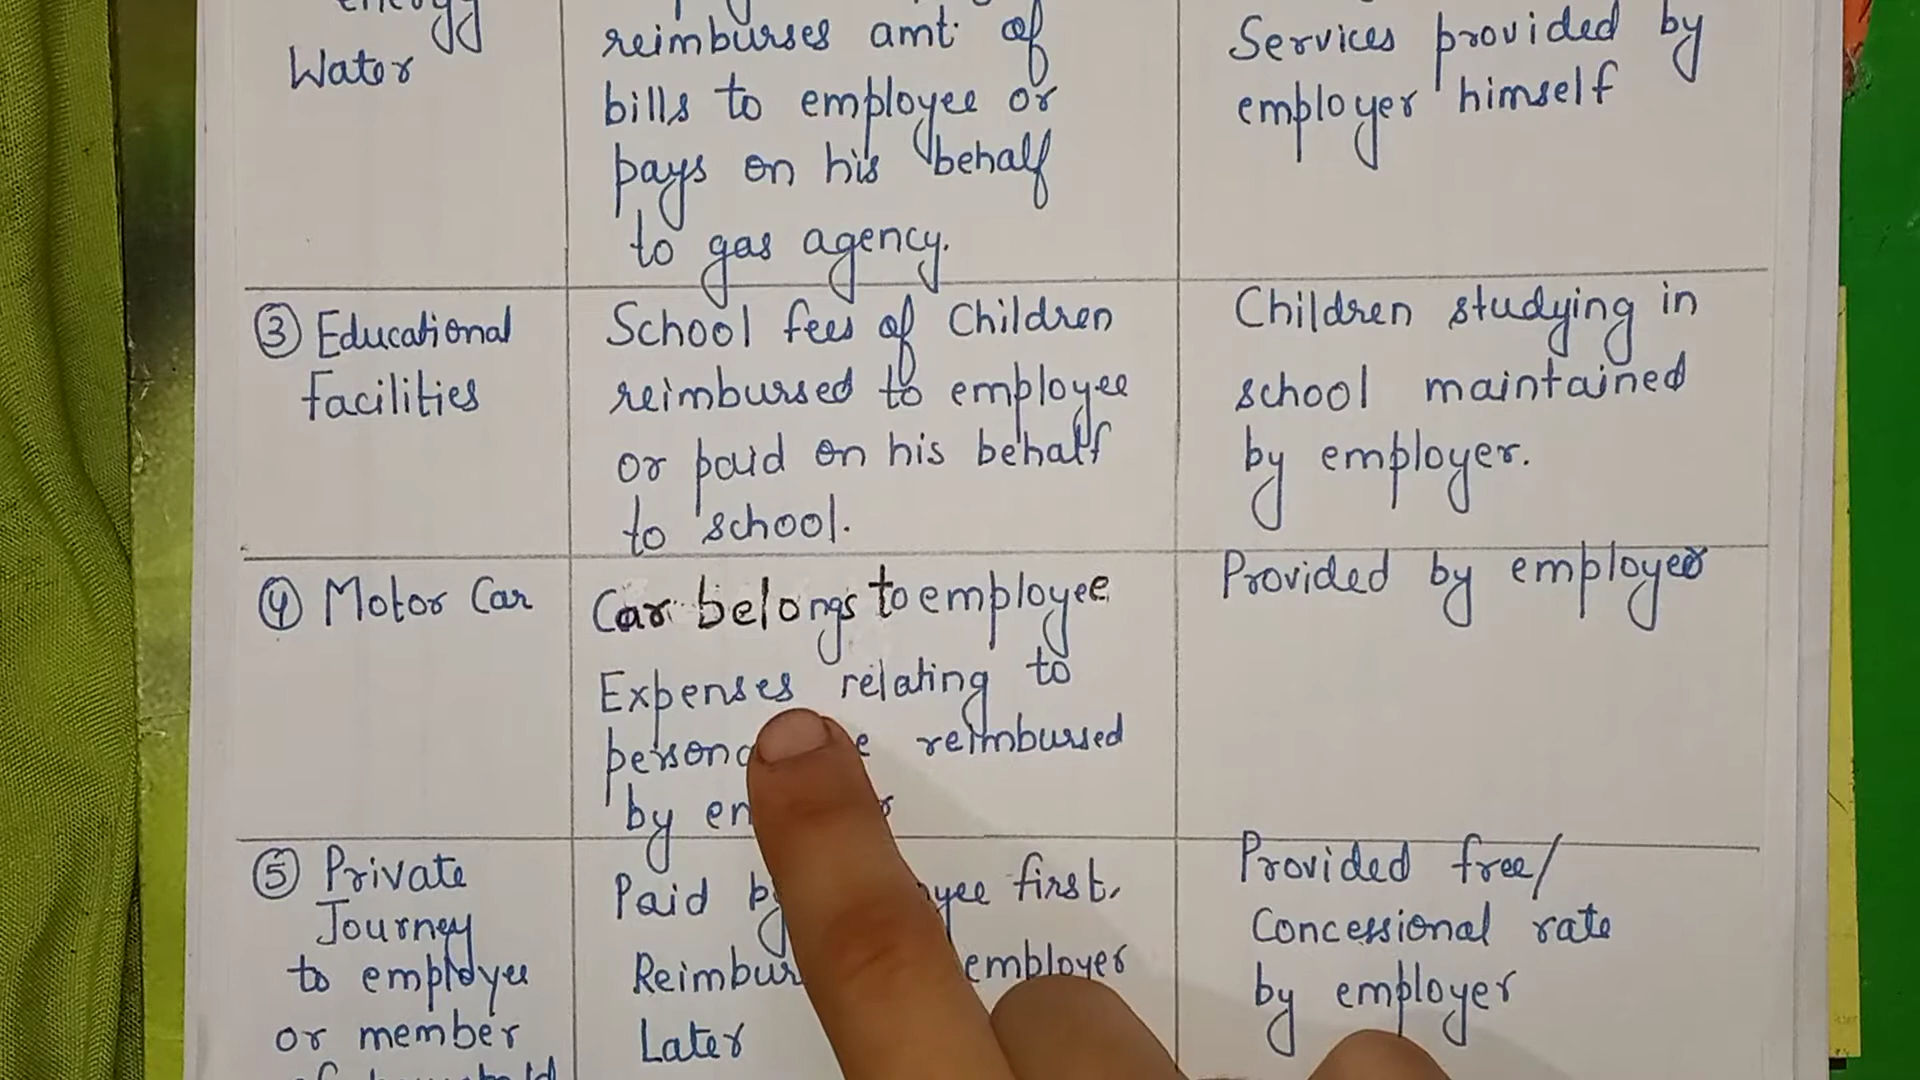 Water
reimburses amt. of
bills to employee or
pays on his behalf
to gas agency.
Services provided by
employer himself
③ Educational
facilities
School fees of Children
reimbursed to employee
or paid on his behalf
to school.
Children studying in
school maintained
by employer.
④ Motor Car
Car belongs to employee
Expenses relating to
reimbursed
by
Provided by employer
⑤ Private
Journey
to employee
or member
Paid first,
employer
Later
Provided free/
Concessional rate
by employer